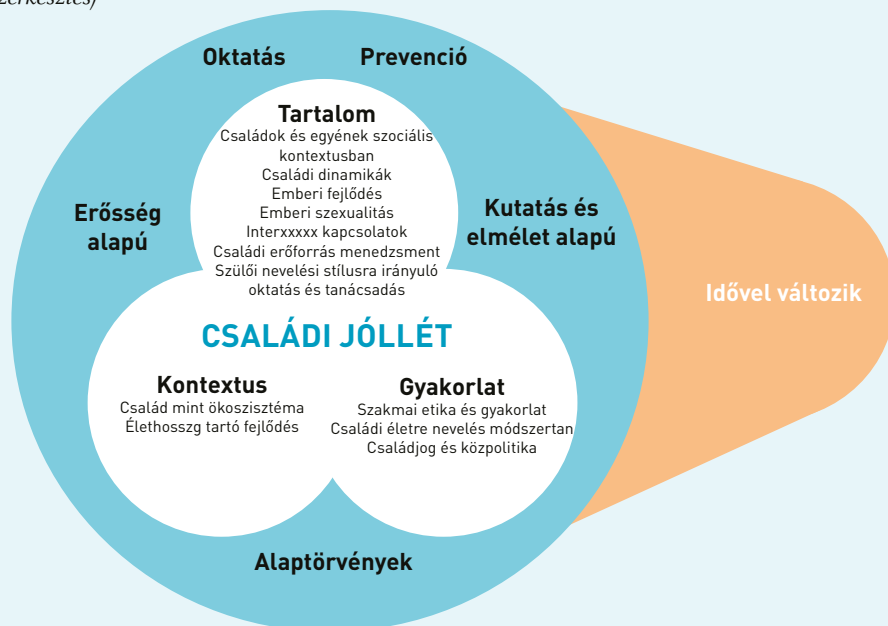 zerkesztés)
Oktatás
Prevenció
Tartalom
Családok és egyének szociális
kontextusban
Családi dinamikák
Emberi fejlődés
Emberi szexualitás
Interxxxxx kapcsolatok
Családi erőforrás menedzsment
Szülői nevelési stílusra irányuló
oktatás és tanácsadás
Erősség
alapú
Kutatás és
elmélet alapú
Idővel változik
CSALÁDI JÓLLÉT
Kontextus
Család mint ökoszisztéma
Élethosszg tartó fejlődés
Gyakorlat
Szakmai etika és gyakorlat
Családi életre nevelés módszertan
Családjog és közpolitika
Alaptörvények